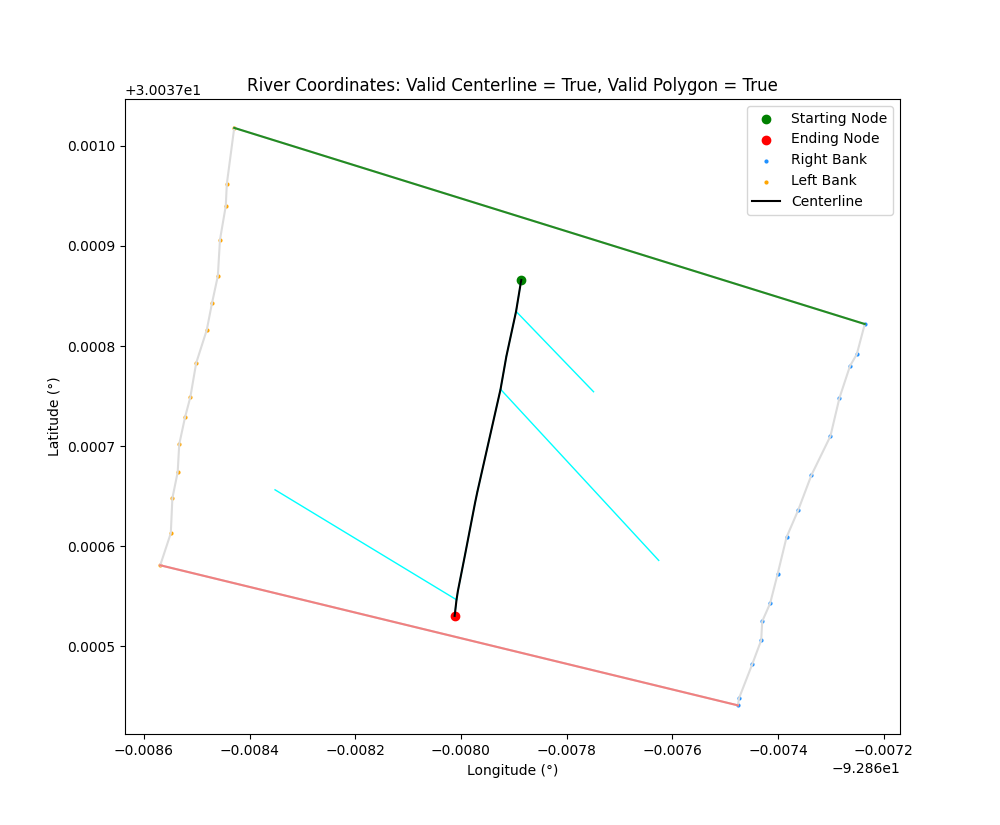 River Coordinates: Valid Centerline = True, Valid Polygon = True
+3.0037e1
Starting Node
Ending Node
Right Bank
Left Bank
Centerline
0.0010
0.0009
0.0008
0.0007
0.0006
0.0005
Latitude (°)
−0.0086 −0.0084 −0.0082 −0.0080 −0.0078 −0.0076 −0.0074 −0.0072
Longitude (°)
−9.286e1